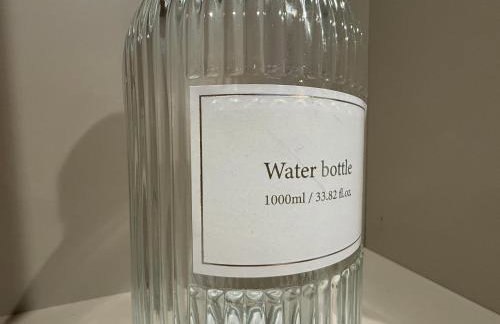 Water bottle
1000ml / 33.82 fl.oz.